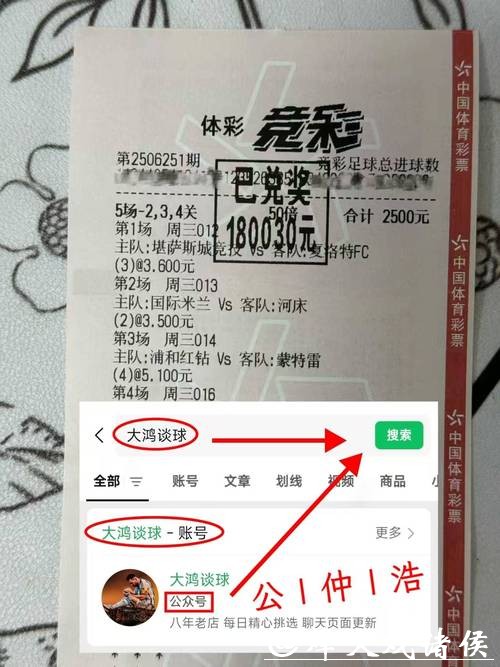 体彩 竞彩
第2506251期 竞彩足球总进球数
已兑奖
180030元
5场-2,3,4关 50倍 合计 2500元
第1场 周三012
主队:堪萨斯城竞技 Vs 客队:夏洛特FC
(3)@3.600元
第2场 周三013
主队:国际米兰 Vs 客队:河床
(2)@3.500元
第3场 周三014
主队:浦和红钻 Vs 客队:蒙特雷
(4)@5.100元
第4场 周三016
中国体育彩票
中国体育彩票
中国体育彩票
中国体育彩票
大鸿谈球 搜索
全部 账号 文章 划线 视频 商品
大鸿谈球 - 账号 更多
大鸿谈球
公众号
八年老店 每日精心挑选 聊天页面更新
公|仲|浩